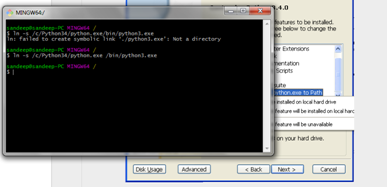 MINGW64:/
sandeep@sandeep-PC MINGW64 /
$ ln -s /c/Python34/python.exe/bin/python3.exe
ln: failed to create symbolic link './python3.exe': Not a directory
sandeep@sandeep-PC MINGW64 /
$ ln -s /c/Python34/python.exe /bin/python3.exe
sandeep@sandeep-PC MINGW64 /
$
.4.0
features to be installed.
below to change the
ter Extensions
mentation
Scripts
suite
python.exe to Path
installed on local hard drive
feature will be installed on local hard
feature will be unavailable
on your hard drive.
Disk Usage
Advanced
< Back
Next >
Cancel